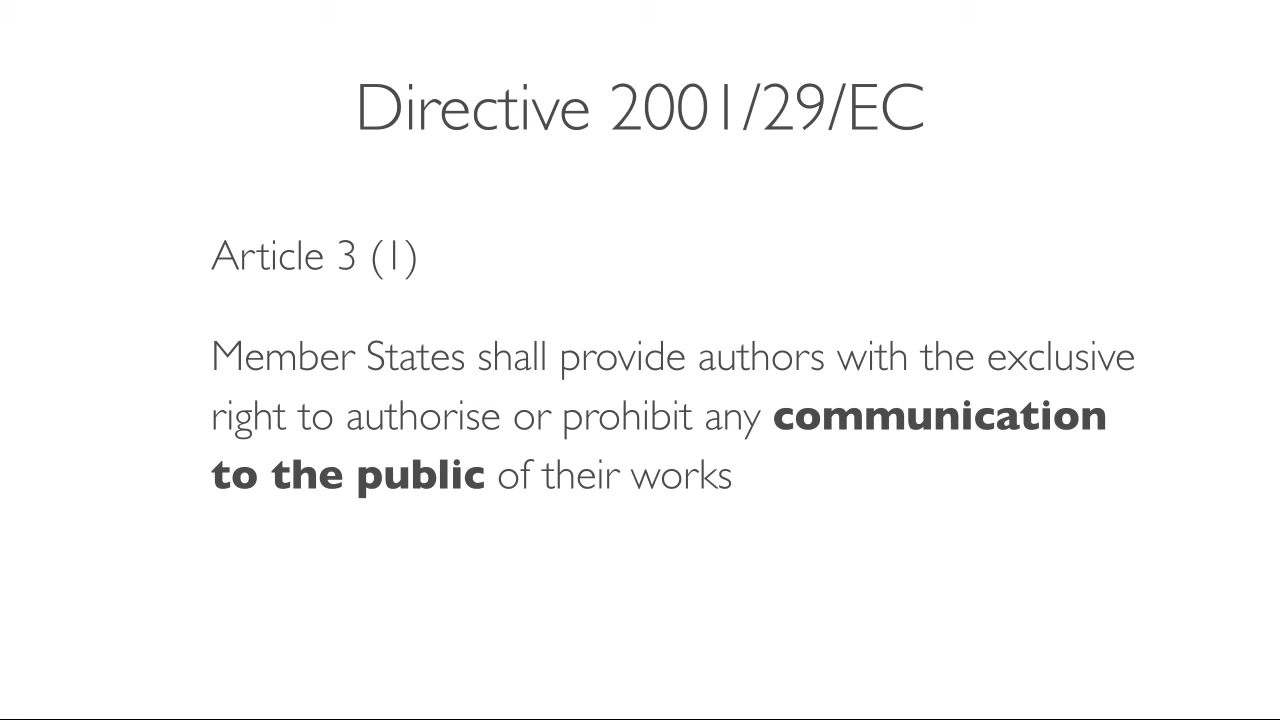 Directive 2001/29/EC
Article 3 (1)
Member States shall provide authors with the exclusive
right to authorise or prohibit any communication
to the public of their works